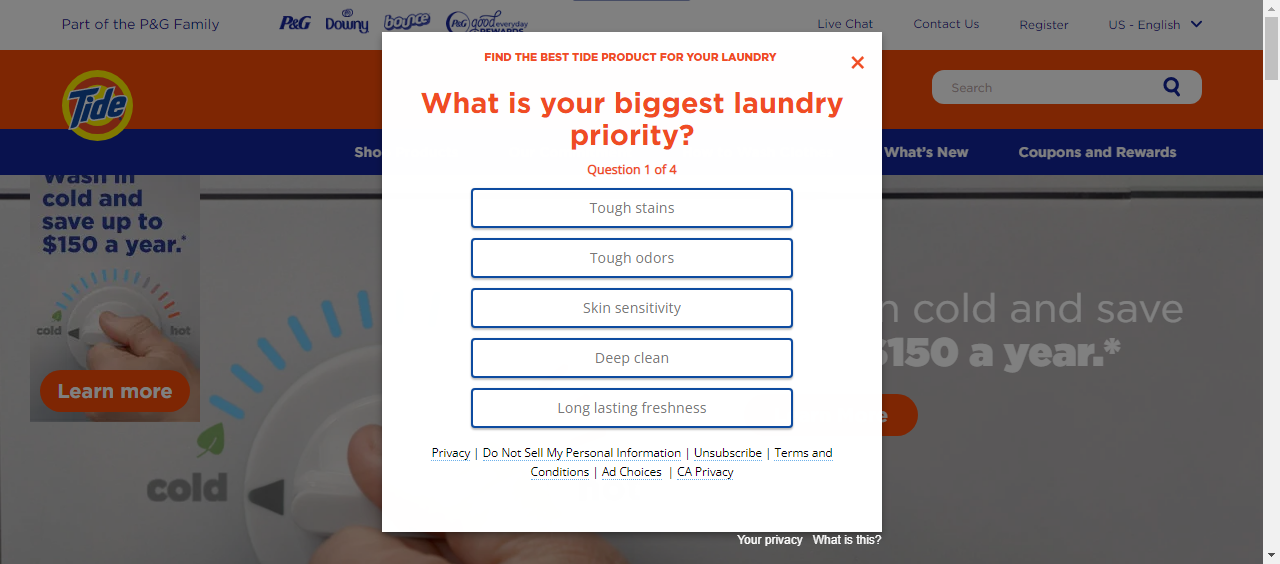 Part of the P&G Family
P&G
Downy
bounce
P&G good everyday
REWARDS
Live Chat
Contact Us
Register
US - English
Tide
Search
Sho
What's New
Coupons and Rewards
FIND THE BEST TIDE PRODUCT FOR YOUR LAUNDRY
×
What is your biggest laundry
priority?
Question 1 of 4
Tough stains
Tough odors
Skin sensitivity
Deep clean
Long lasting freshness
Privacy | Do Not Sell My Personal Information | Unsubscribe | Terms and
Conditions | Ad Choices | CA Privacy
Your privacy What is this?
Wash in
cold and
save up to
$150 a year.*
cold
hot
Learn more
cold
n cold and save
$150 a year.*
e